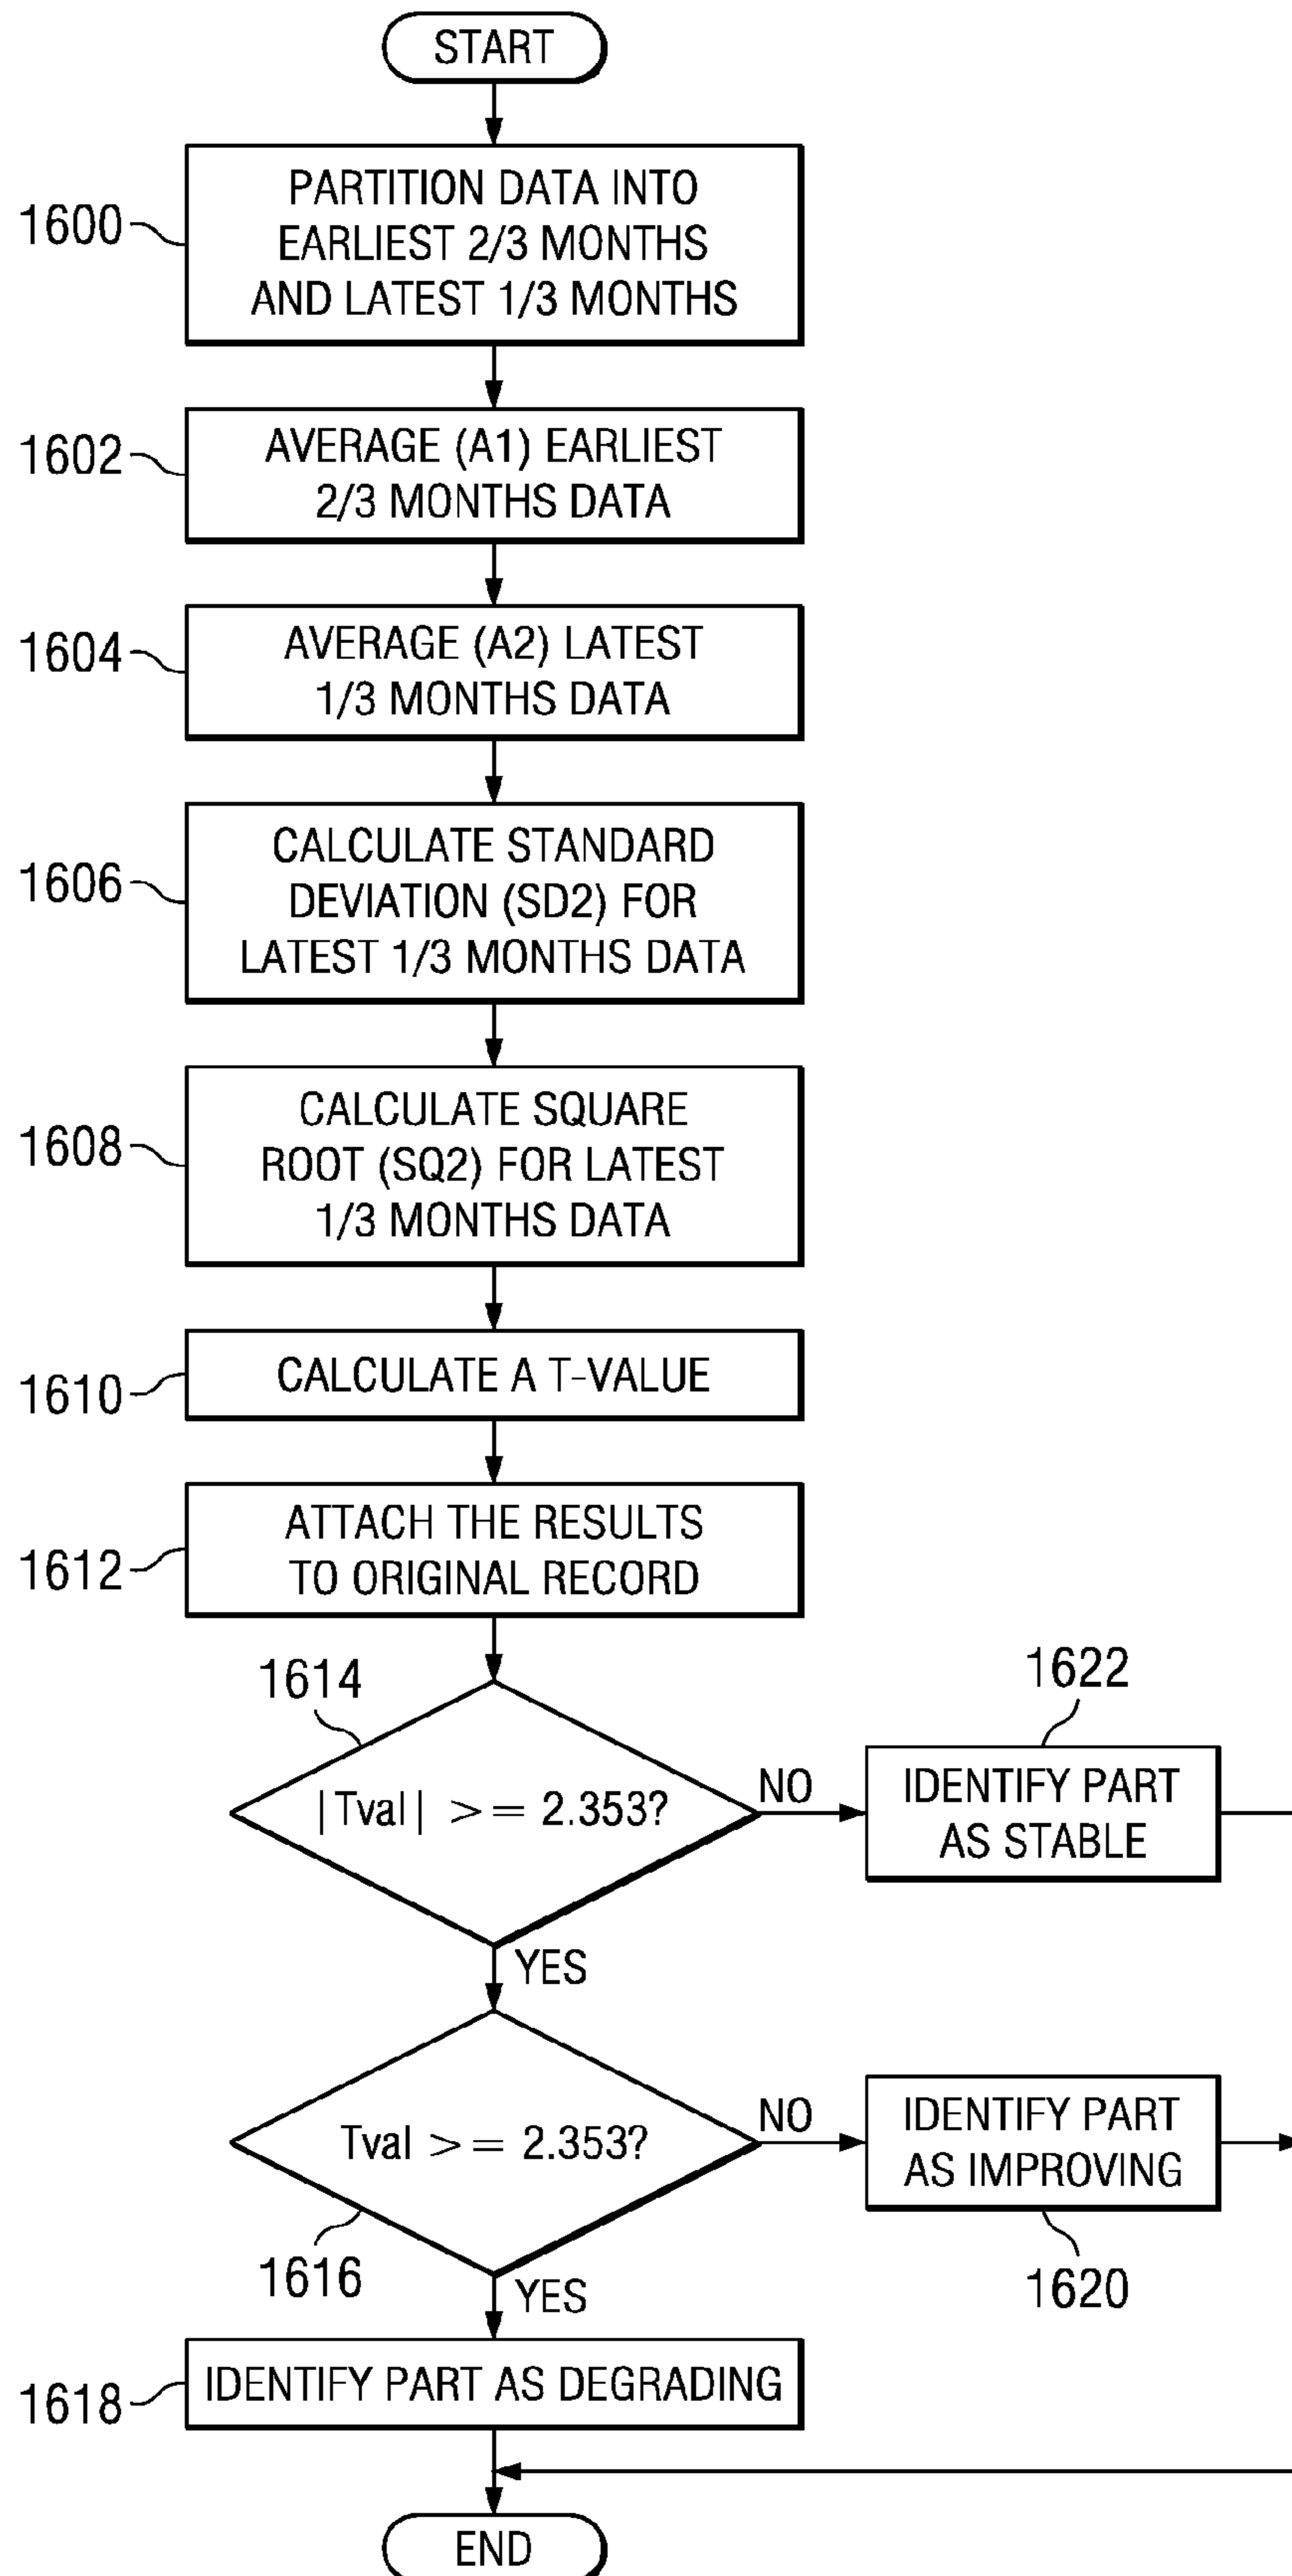 START
1600
PARTITION DATA INTO
EARLIEST 2/3 MONTHS
AND LATEST 1/3 MONTHS
1602
AVERAGE (A1) EARLIEST
2/3 MONTHS DATA
1604
AVERAGE (A2) LATEST
1/3 MONTHS DATA
1606
CALCULATE STANDARD
DEVIATION (SD2) FOR
LATEST 1/3 MONTHS DATA
1608
CALCULATE SQUARE
ROOT (SQ2) FOR LATEST
1/3 MONTHS DATA
1610
CALCULATE A T-VALUE
1612
ATTACH THE RESULTS
TO ORIGINAL RECORD
1614
|Tval| >= 2.353?
NO
1622
IDENTIFY PART
AS STABLE
YES
Tval >= 2.353?
1616
NO
IDENTIFY PART
AS IMPROVING
1620
YES
1618
IDENTIFY PART AS DEGRADING
END